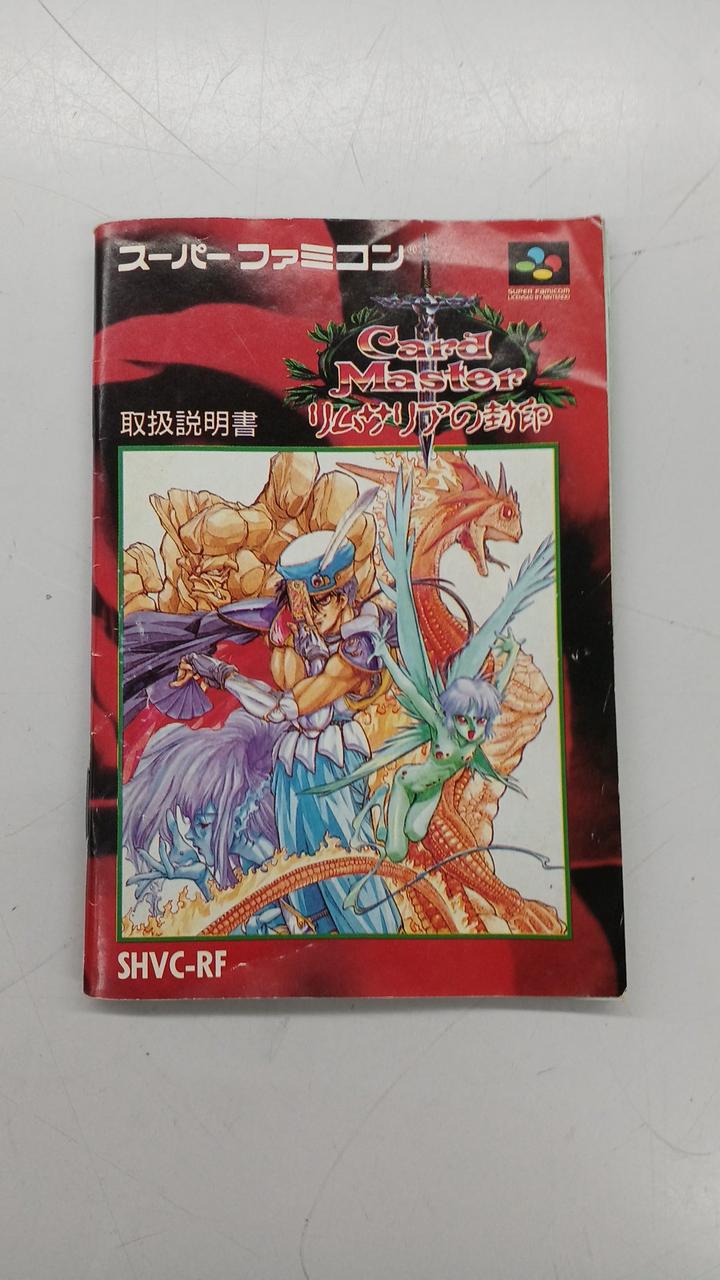 スーパーファミコン®
SUPER FAMICOM
LICENSED BY NINTENDO
Card
Master
リムサリアの封印
取扱説明書
SHVC-RF